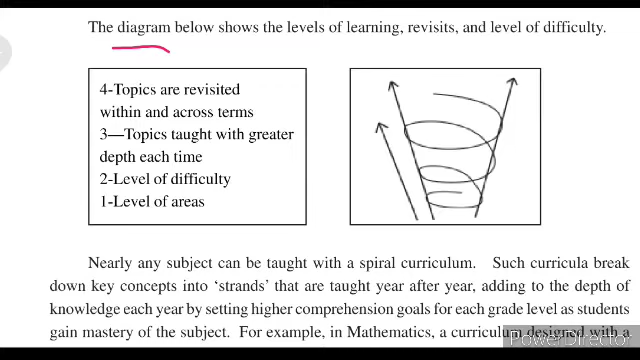 The diagram below shows the levels of learning, revisits, and level of difficulty.
4-Topics are revisited
within and across terms
3—Topics taught with greater
depth each time
2-Level of difficulty
1-Level of areas
Nearly any subject can be taught with a spiral curriculum. Such curricula break
down key concepts into ‘strands’ that are taught year after year, adding to the depth of
knowledge each year by setting higher comprehension goals for each grade level as students
gain mastery of the subject. For example, in Mathematics, a curriculum designed with a
PowerDirector